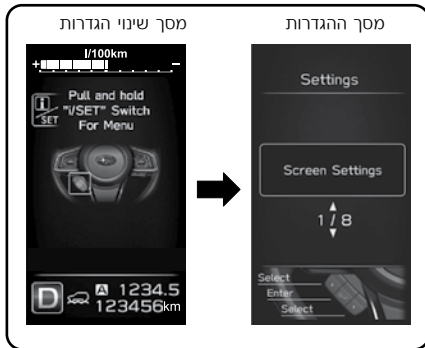 מסך שינוי הגדרות
מסך ההגדרות
l/100km
+ −
i/SET
Pull and hold
"i/SET" Switch
For Menu
D A 1234.5
123456km
Settings
Screen Settings
1 / 8
Select
Enter
Select